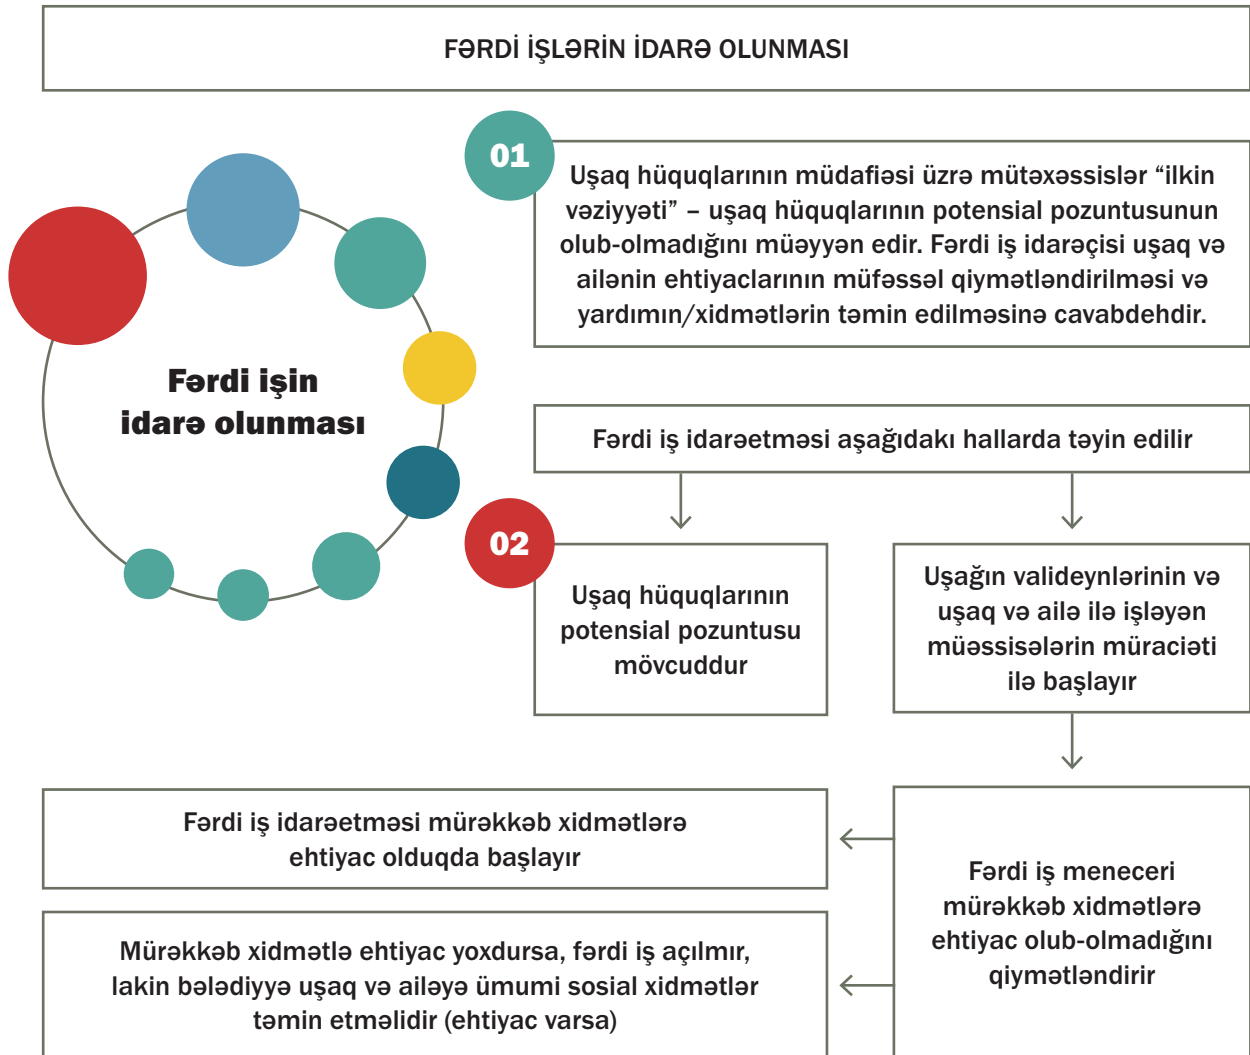 FƏRDİ İŞLƏRİN İDARƏ OLUNMASI
01
Uşaq hüquqlarının müdafiəsi üzrə mütəxəssislər “ilkin
vəziyyəti” – uşaq hüquqlarının potensial pozuntusunun
olub-olmadığını müəyyən edir. Fərdi iş idarəçisi uşaq və
ailənin ehtiyaclarının müfəssəl qiymətləndirilməsi və
yardımın/xidmətlərin təmin edilməsinə cavabdehdir.
Fərdi işin
idarə olunması
Fərdi iş idarəetməsi aşağıdakı hallarda təyin edilir
02
Uşaq hüquqlarının
potensial pozuntusu
mövcuddur
Uşağın valideynlərinin və
uşaq və ailə ilə işləyən
müəssisələrin müraciəti
ilə başlayır
Fərdi iş idarəetməsi mürəkkəb xidmətlərə
ehtiyac olduqda başlayır
Fərdi iş meneceri
mürəkkəb xidmətlərə
ehtiyac olub-olmadığını
qiymətləndirir
Mürəkkəb xidmətlə ehtiyac yoxdursa, fərdi iş açılmır,
lakin bələdiyyə uşaq və ailəyə ümumi sosial xidmətlər
təmin etməlidir (ehtiyac varsa)